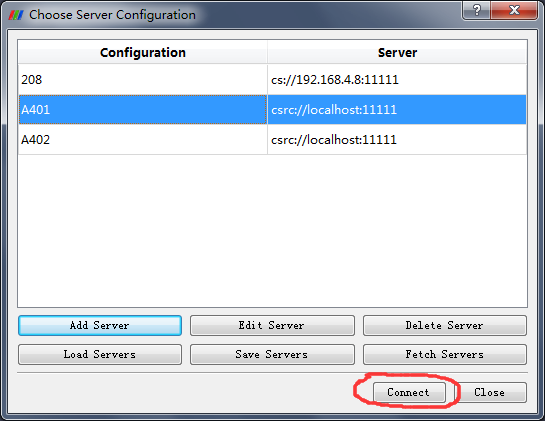 Choose Server Configuration
Configuration Server
208 cs://192.168.4.8:11111
A401 csrc://localhost:11111
A402 csrc://localhost:11111
Add Server Edit Server Delete Server
Load Servers Save Servers Fetch Servers
Connect Close